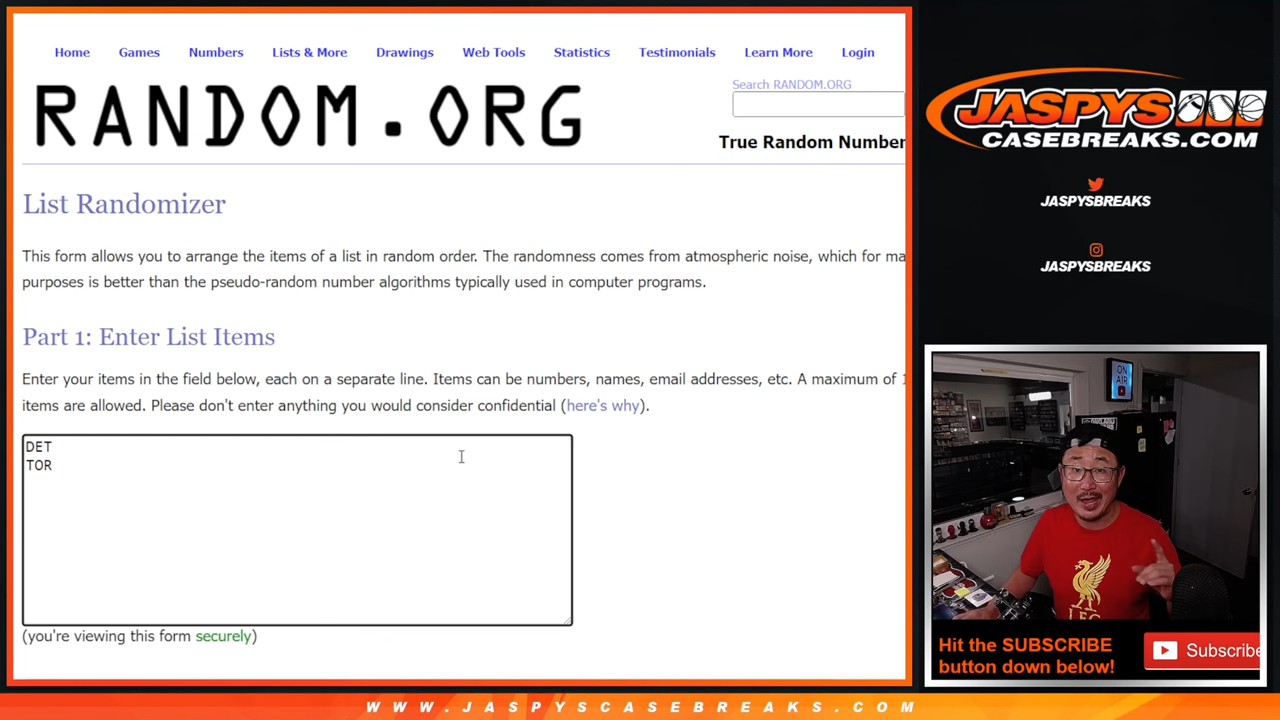 Home Games Numbers Lists & More Drawings Web Tools Statistics Testimonials Learn More Login
RANDOM.ORG
Search RANDOM.ORG
True Random Number
List Randomizer
This form allows you to arrange the items of a list in random order. The randomness comes from atmospheric noise, which for ma
purposes is better than the pseudo-random number algorithms typically used in computer programs.
Part 1: Enter List Items
Enter your items in the field below, each on a separate line. Items can be numbers, names, email addresses, etc. A maximum of 1
items are allowed. Please don't enter anything you would consider confidential (here's why).
DET
TOR
(you're viewing this form securely)
JASPYS
CASEBREAKS.COM
JASPYSBREAKS
JASPYSBREAKS
ON
AIR
LFC
Hit the SUBSCRIBE
button down below!
Subscribe
WWW.JASPYSCASEBREAKS.COM